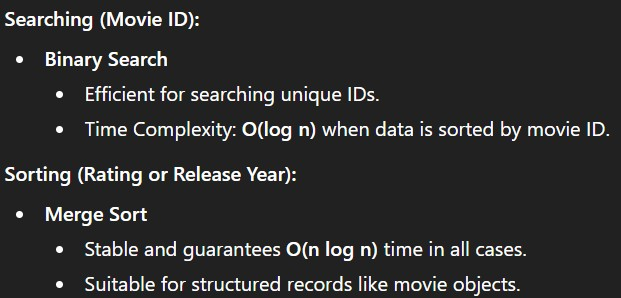 Searching (Movie ID):
• Binary Search
• Efficient for searching unique IDs.
• Time Complexity: O(log n) when data is sorted by movie ID.
Sorting (Rating or Release Year):
• Merge Sort
• Stable and guarantees O(n log n) time in all cases.
• Suitable for structured records like movie objects.